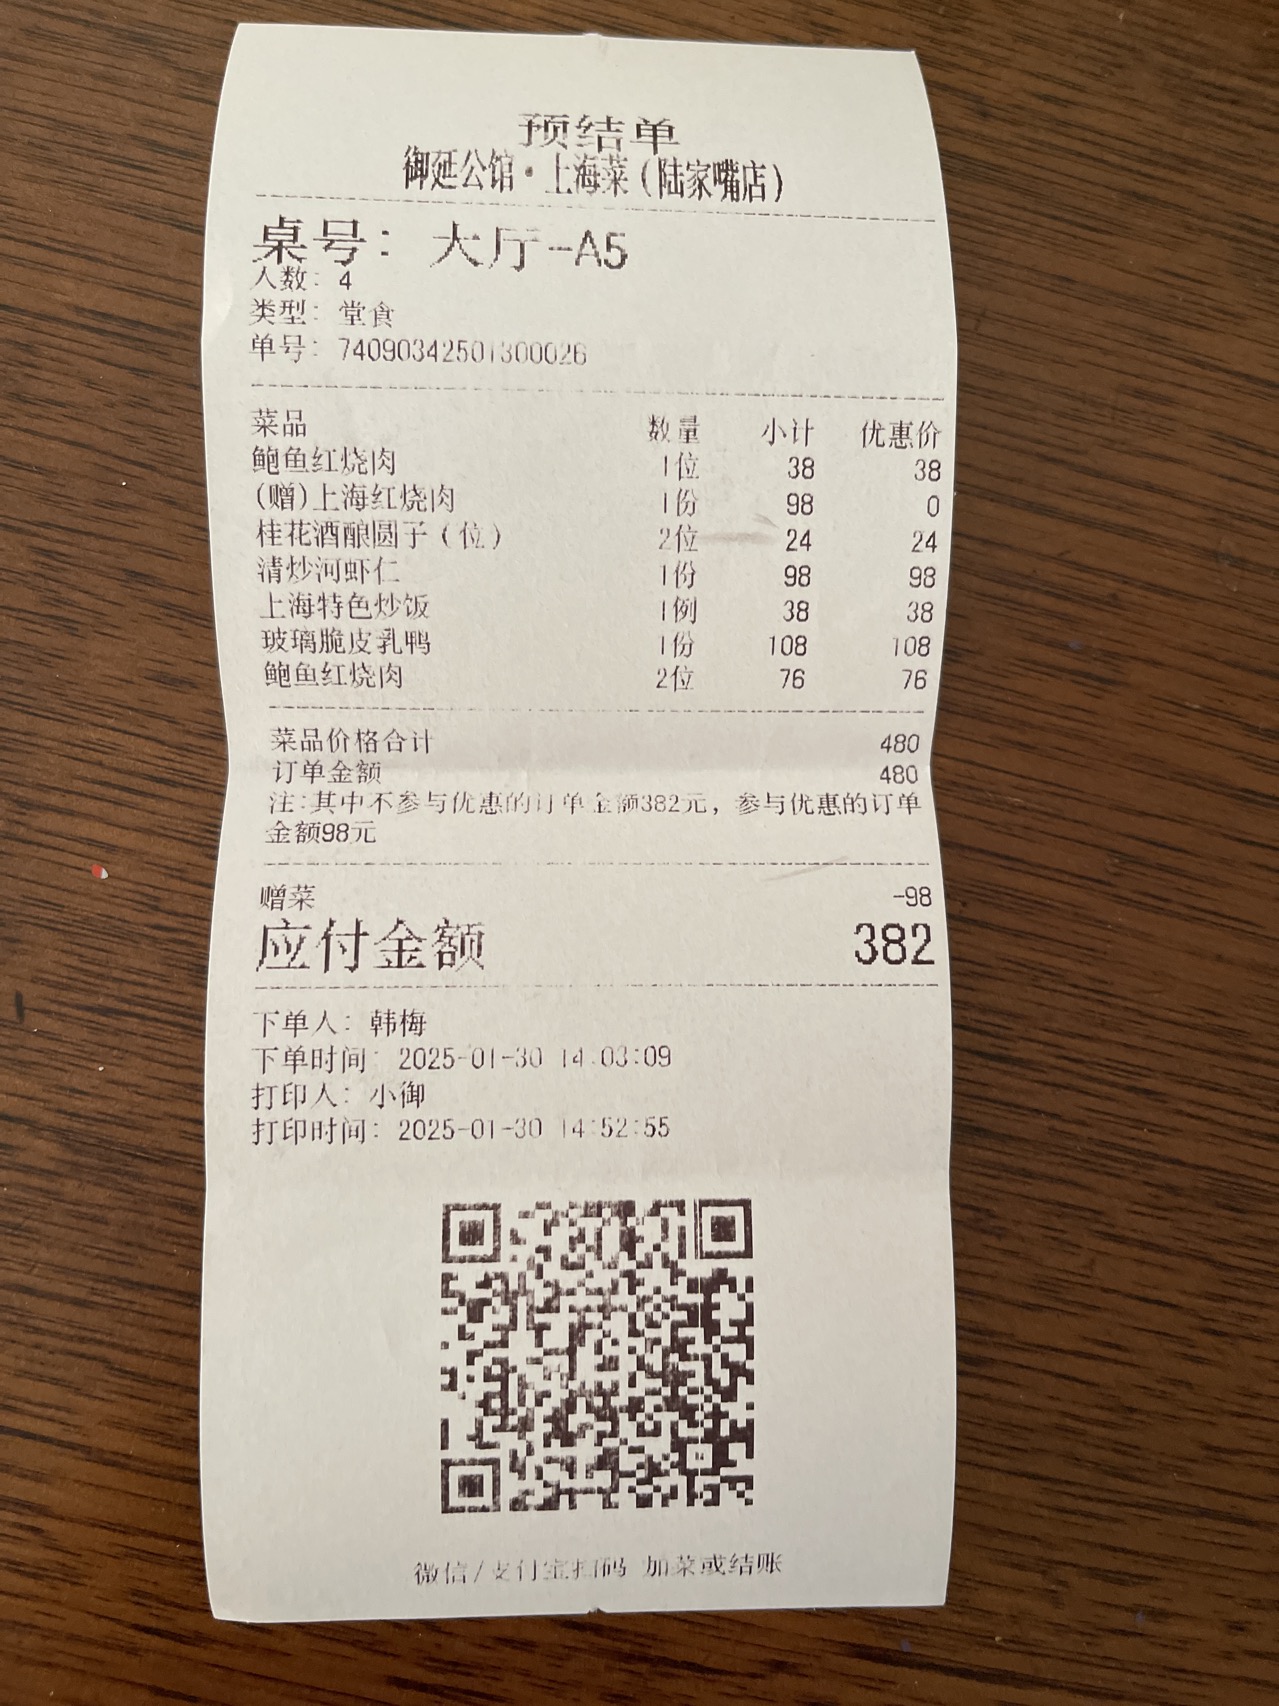 预结单
御延公馆·上海菜(陆家嘴店)
桌号: 大厅-A5
人数: 4
类型: 堂食
单号: 74090342501300026
菜品 数量 小计 优惠价
鲍鱼红烧肉 1位 38 38
(赠)上海红烧肉 1份 98 0
桂花酒酿圆子(位) 2位 24 24
清炒河虾仁 1份 98 98
上海特色炒饭 1例 38 38
玻璃脆皮乳鸭 1份 108 108
鲍鱼红烧肉 2位 76 76
菜品价格合计 480
订单金额 480
注:其中不参与优惠的订单金额382元,参与优惠的订单
金额98元
赠菜 -98
应付金额 382
下单人: 韩梅
下单时间: 2025-01-30 14:03:09
打印人: 小御
打印时间: 2025-01-30 14:52:55
微信/支付宝扫码 加菜或结账